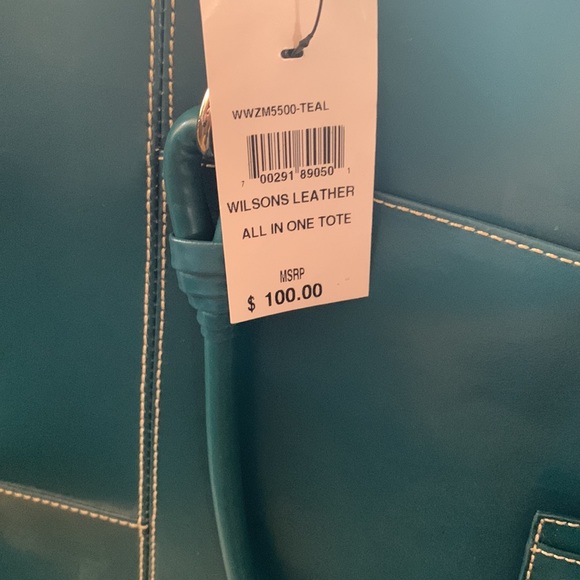 WWZM5500-TEAL
7 00291 89050 1
WILSONS LEATHER
ALL IN ONE TOTE
MSRP
$ 100.00